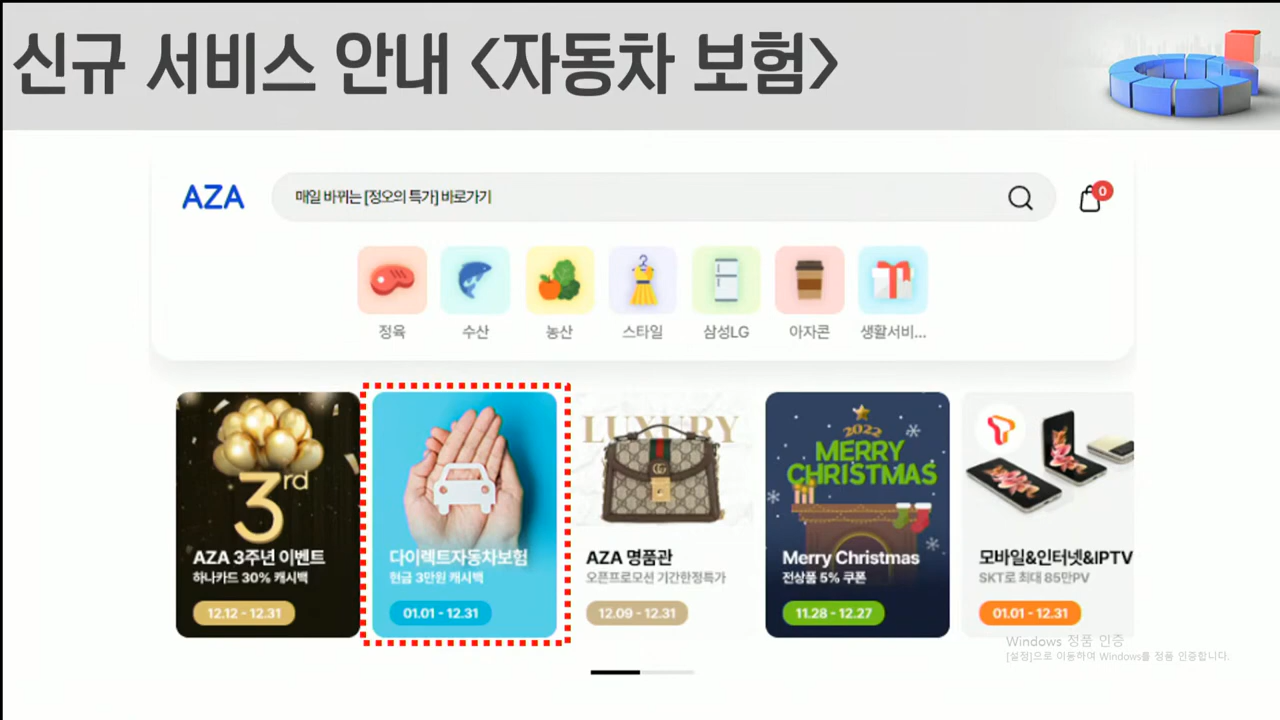 신규 서비스 안내 <자동차 보험>
AZA
매일 바뀌는 [정오의 특가] 바로가기
0
정육
수산
농산
스타일
삼성LG
아자콘
생활서비...
3rd
AZA 3주년 이벤트
하나카드 30% 캐시백
12.12 - 12.31
다이렉트자동차보험
현금 3만원 캐시백
01.01 - 12.31
LUXURY
AZA 명품관
오픈프로모션 기간한정특가
12.09 - 12.31
2022
MERRY
CHRISTMAS
Merry Christmas
전상품 5% 쿠폰
11.28 - 12.27
모바일&인터넷&IPTV
SKT로 최대 85만PV
01.01 - 12.31
Windows 정품 인증
[설정]으로 이동하여 Windows를 정품 인증합니다.